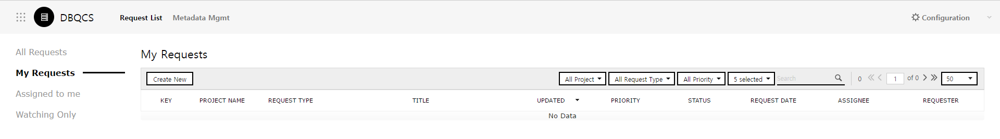 DBQCS Request List Metadata Mgmt Configuration
All Requests
My Requests
Assigned to me
Watching Only
My Requests
Create New All Project All Request Type All Priority 5 selected Search 0 1 of 0 50
KEY PROJECT NAME REQUEST TYPE TITLE UPDATED PRIORITY STATUS REQUEST DATE ASSIGNEE REQUESTER
No Data